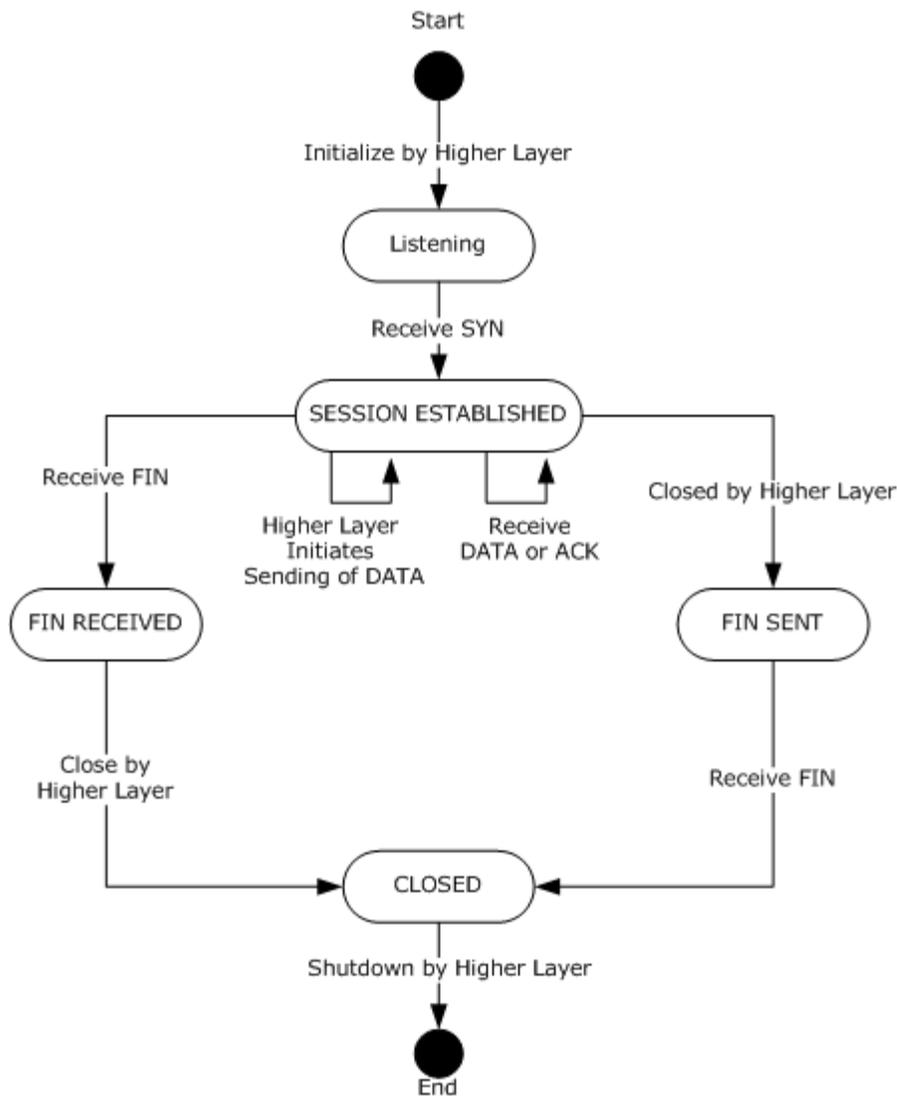 Start
Initialize by Higher Layer
Listening
Receive SYN
SESSION ESTABLISHED
Receive FIN
Closed by Higher Layer
Higher Layer
Initiates
Sending of DATA
Receive
DATA or ACK
FIN RECEIVED
FIN SENT
Close by
Higher Layer
Receive FIN
CLOSED
Shutdown by Higher Layer
End